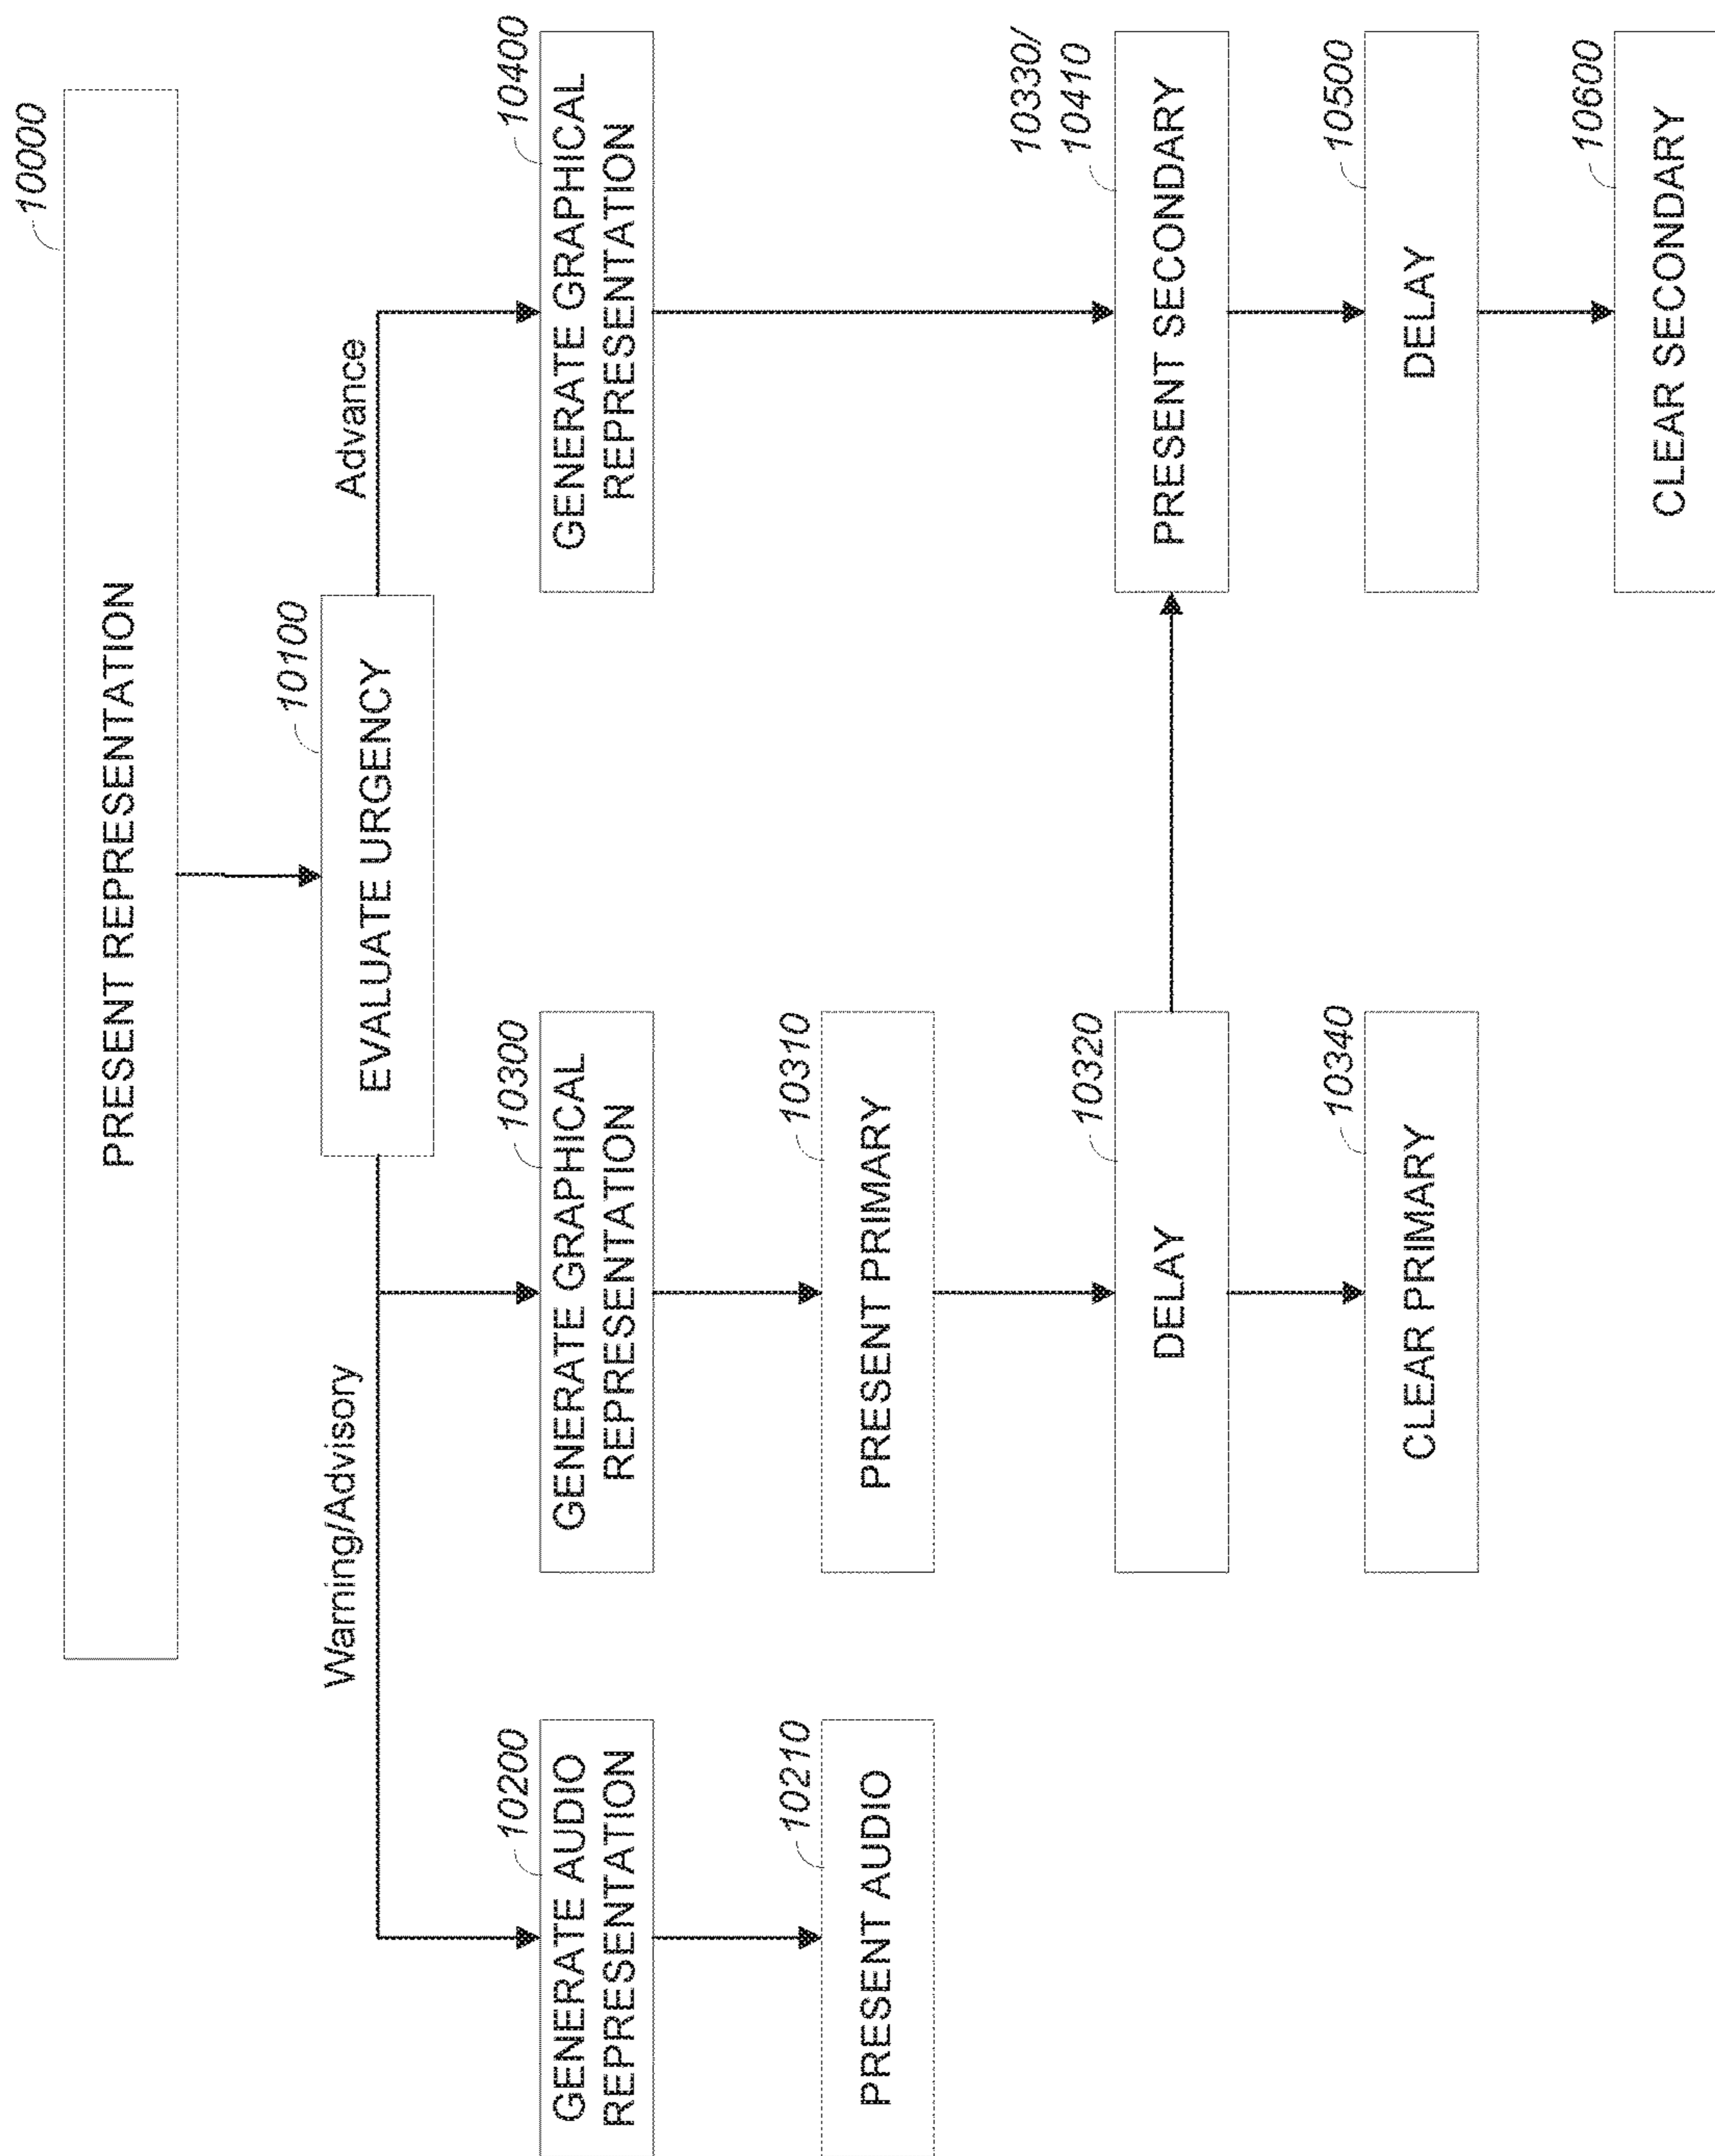 10000
PRESENT REPRESENTATION
10100
EVALUATE URGENCY
Warning/Advisory
Advance
10200
GENERATE AUDIO
REPRESENTATION
10300
GENERATE GRAPHICAL
REPRESENTATION
10400
GENERATE GRAPHICAL
REPRESENTATION
10210
PRESENT AUDIO
10310
PRESENT PRIMARY
10320
DELAY
10330/
10410
PRESENT SECONDARY
10340
CLEAR PRIMARY
10500
DELAY
10600
CLEAR SECONDARY